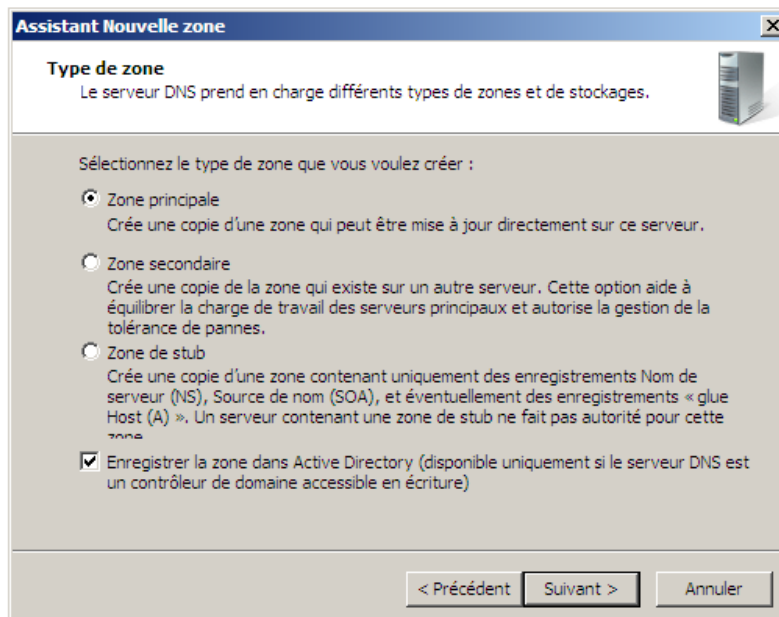 Assistant Nouvelle zone
Type de zone
Le serveur DNS prend en charge différents types de zones et de stockages.
Sélectionnez le type de zone que vous voulez créer :
Zone principale
Crée une copie d'une zone qui peut être mise à jour directement sur ce serveur.
Zone secondaire
Crée une copie de la zone qui existe sur un autre serveur. Cette option aide à
équilibrer la charge de travail des serveurs principaux et autorise la gestion de la
tolérance de pannes.
Zone de stub
Crée une copie d'une zone contenant uniquement des enregistrements Nom de
serveur (NS), Source de nom (SOA), et éventuellement des enregistrements « glue
Host (A) ». Un serveur contenant une zone de stub ne fait pas autorité pour cette
zone.
Enregistrer la zone dans Active Directory (disponible uniquement si le serveur DNS est
un contrôleur de domaine accessible en écriture)
< Précédent Suivant > Annuler